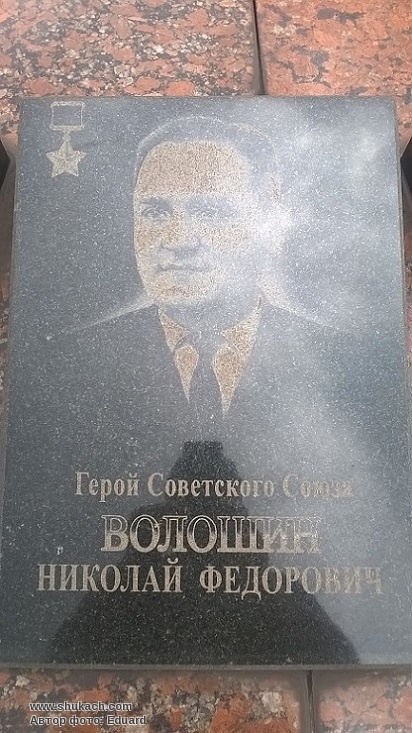 Герой Советского Союза
ВОЛОШИН
НИКОЛАЙ ФЕДОРОВИЧ
www.shukach.com
Автор фото: Eduard